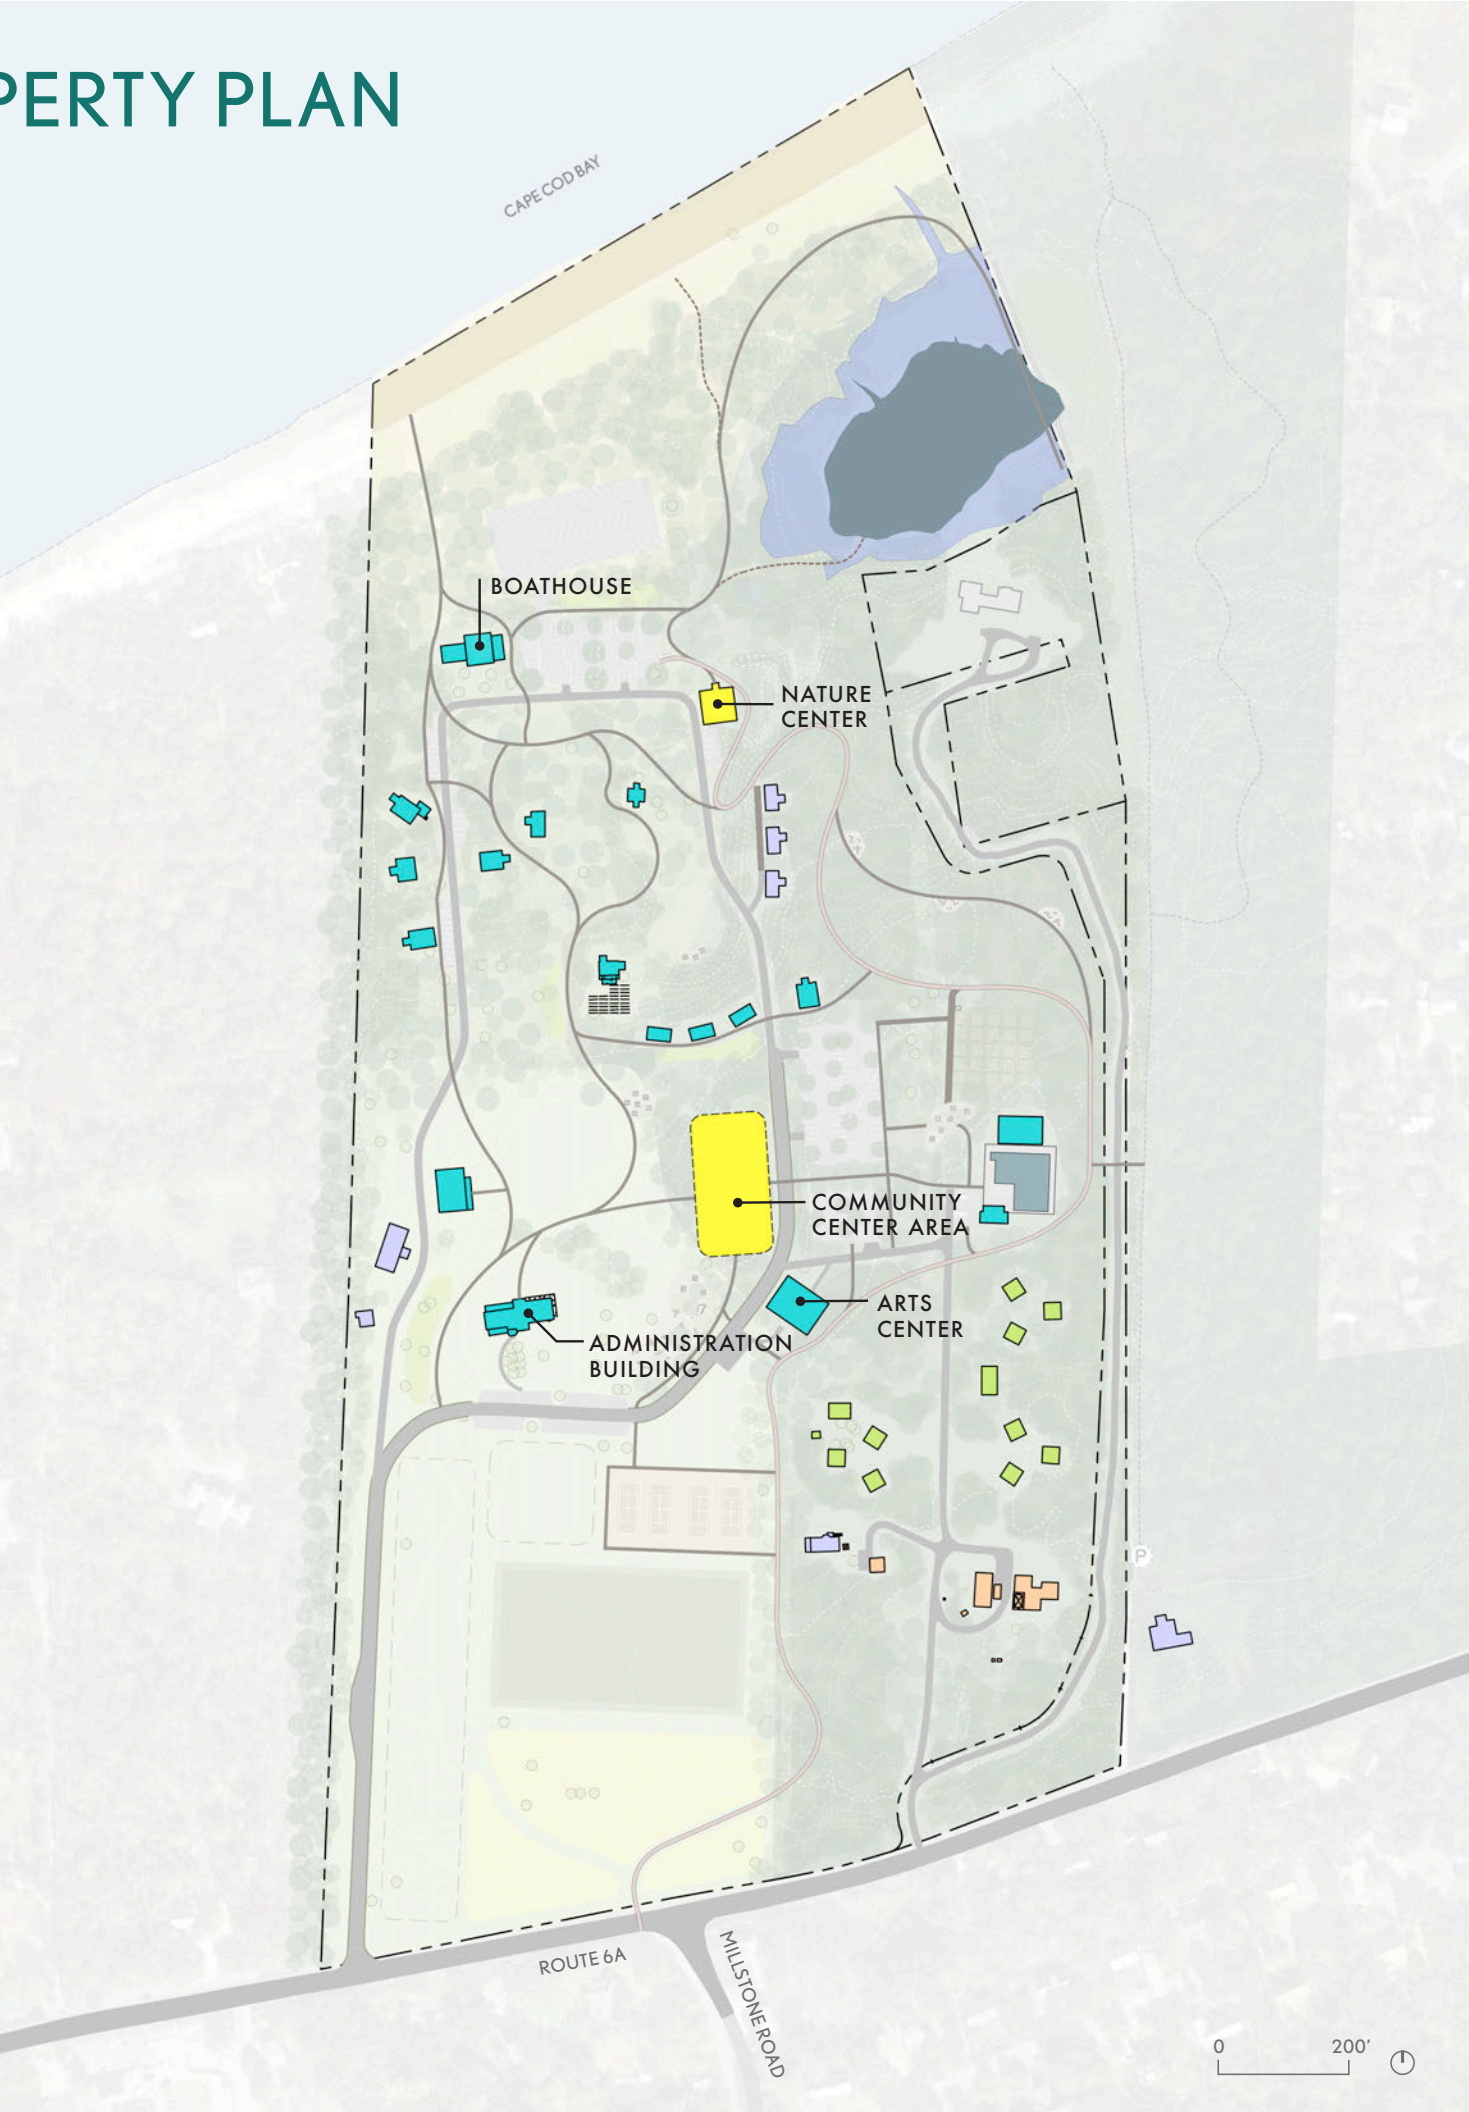 PERTY PLAN
CAPE COD BAY
BOATHOUSE
NATURE
CENTER
COMMUNITY
CENTER AREA
ARTS
CENTER
ADMINISTRATION
BUILDING
P
ROUTE 6A
MILLSTONE ROAD
0 200'